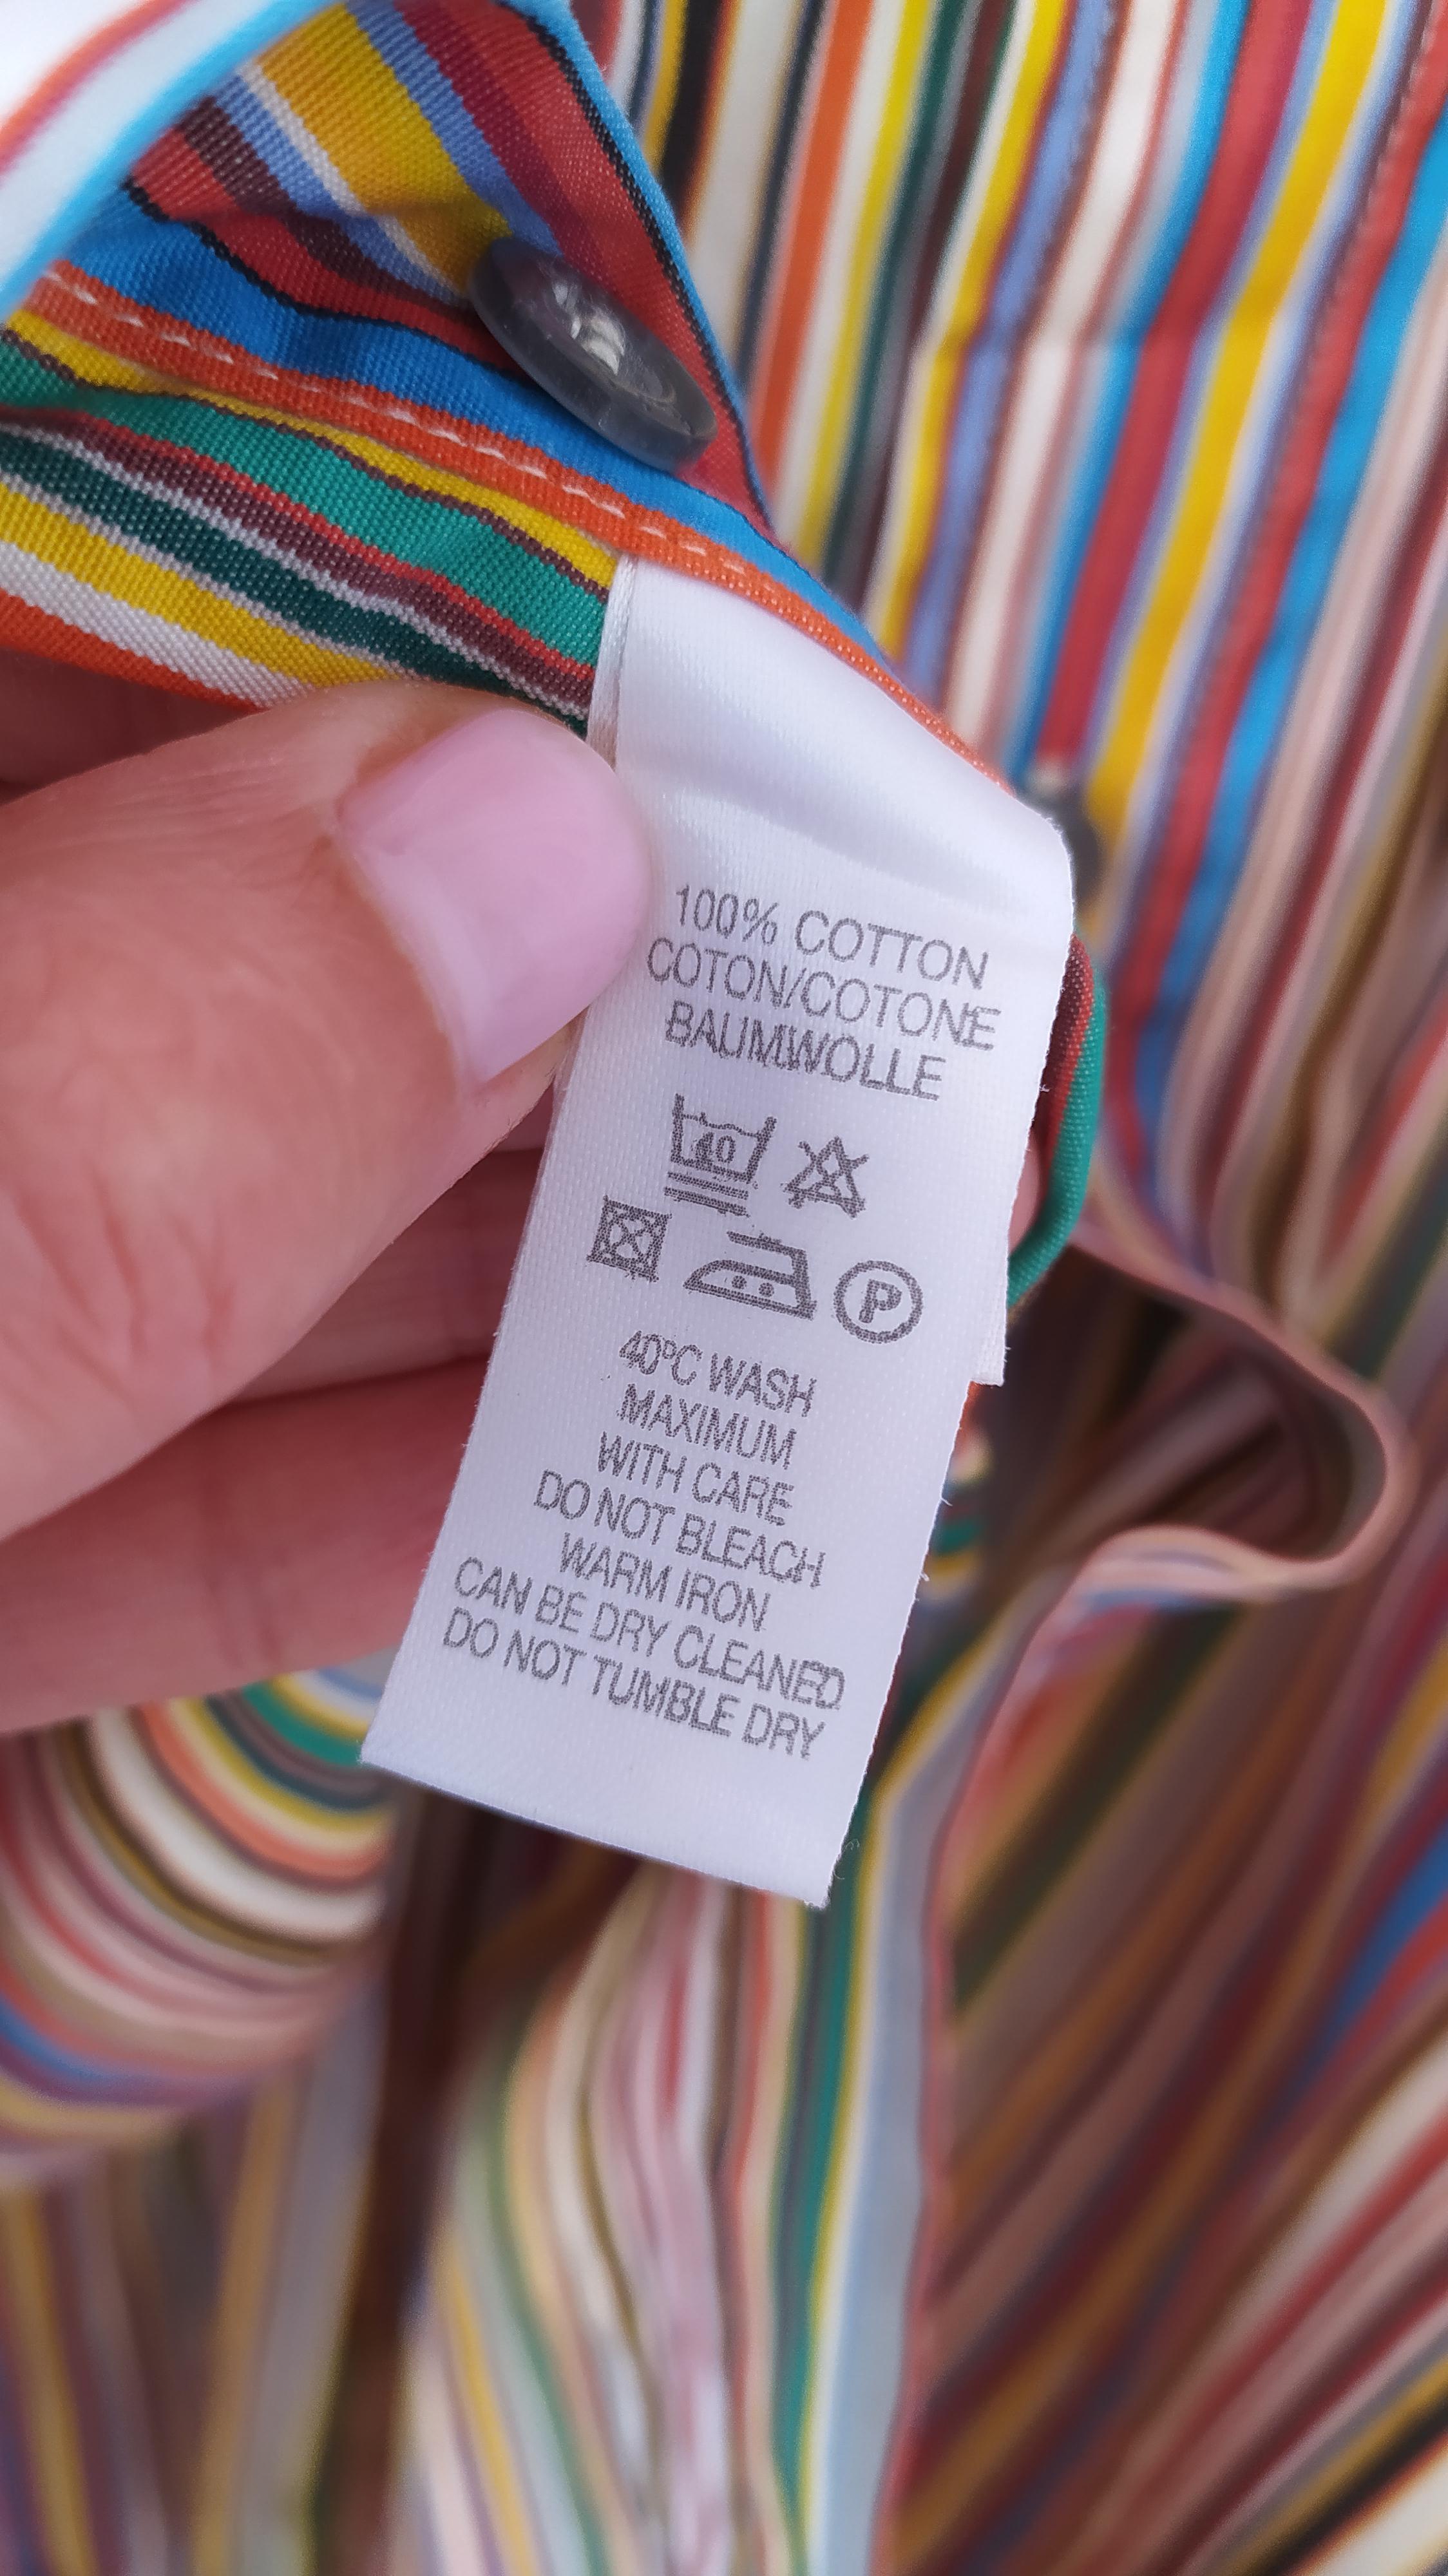 100% COTTON
COTON/COTONE
BAUMWOLLE
40
P
40°C WASH
MAXIMUM
WITH CARE
DO NOT BLEACH
WARM IRON
CAN BE DRY CLEANED
DO NOT TUMBLE DRY